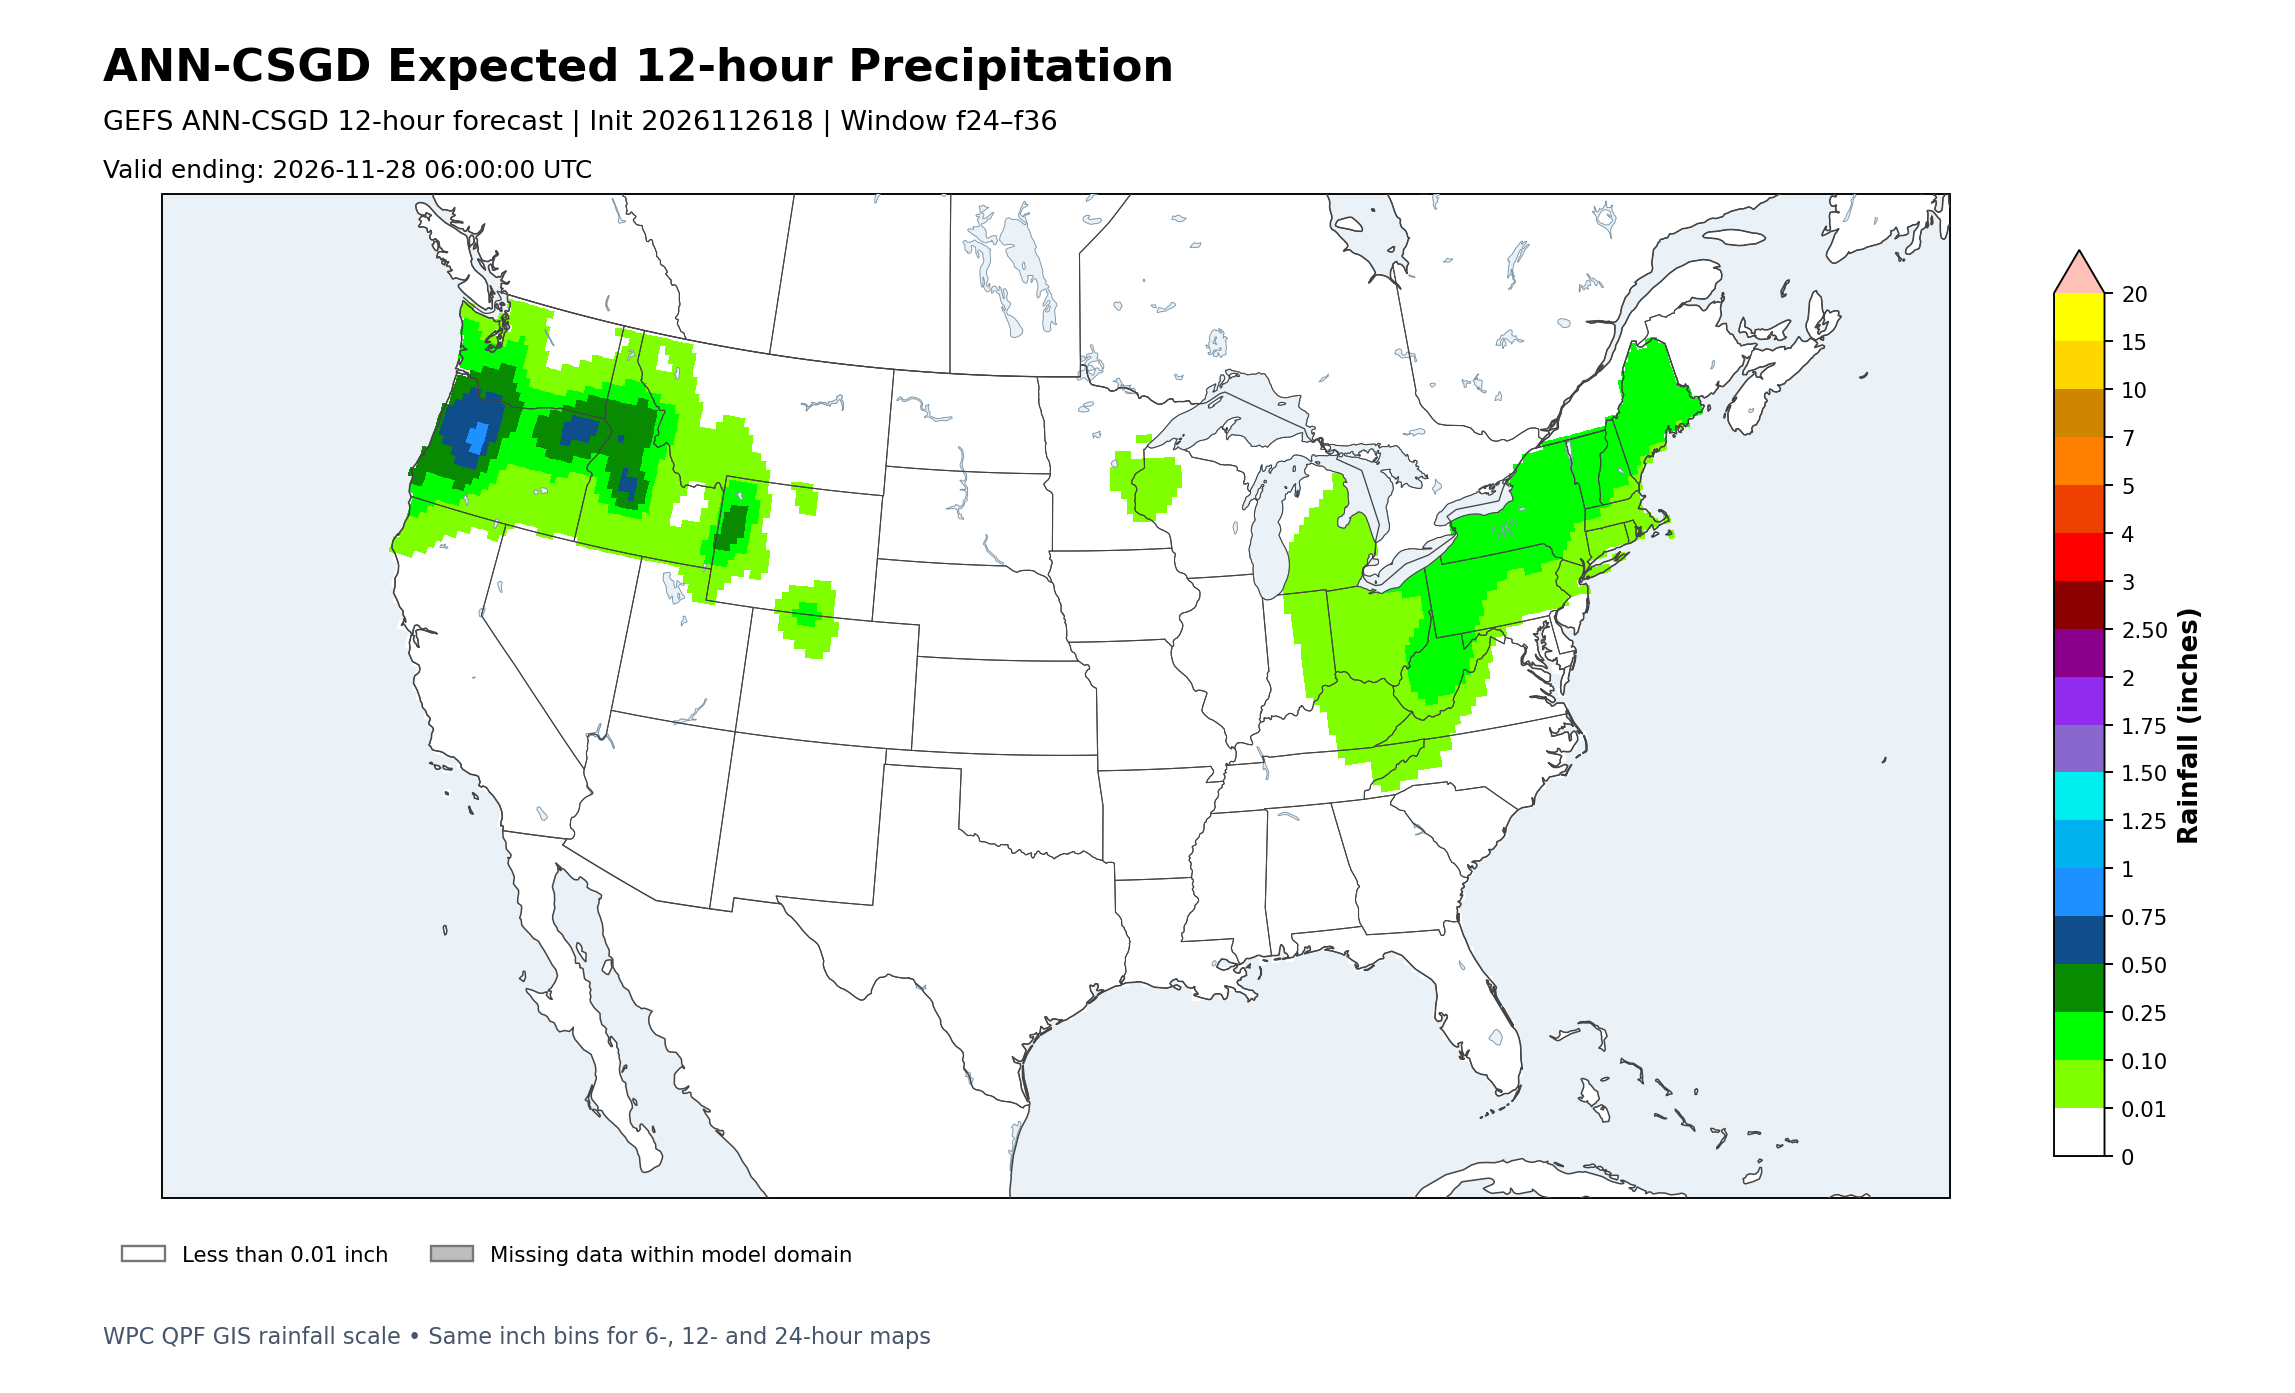 ANN-CSGD Expected 12-hour Precipitation
GEFS ANN-CSGD 12-hour forecast | Init 2026112618 | Window f24–f36
Valid ending: 2026-11-28 06:00:00 UTC
20
15
10
7
5
4
3
2.50
2
1.75
1.50
1.25
1
0.75
0.50
0.25
0.10
0.01
0
Rainfall (inches)
Less than 0.01 inch
Missing data within model domain
WPC QPF GIS rainfall scale • Same inch bins for 6-, 12- and 24-hour maps